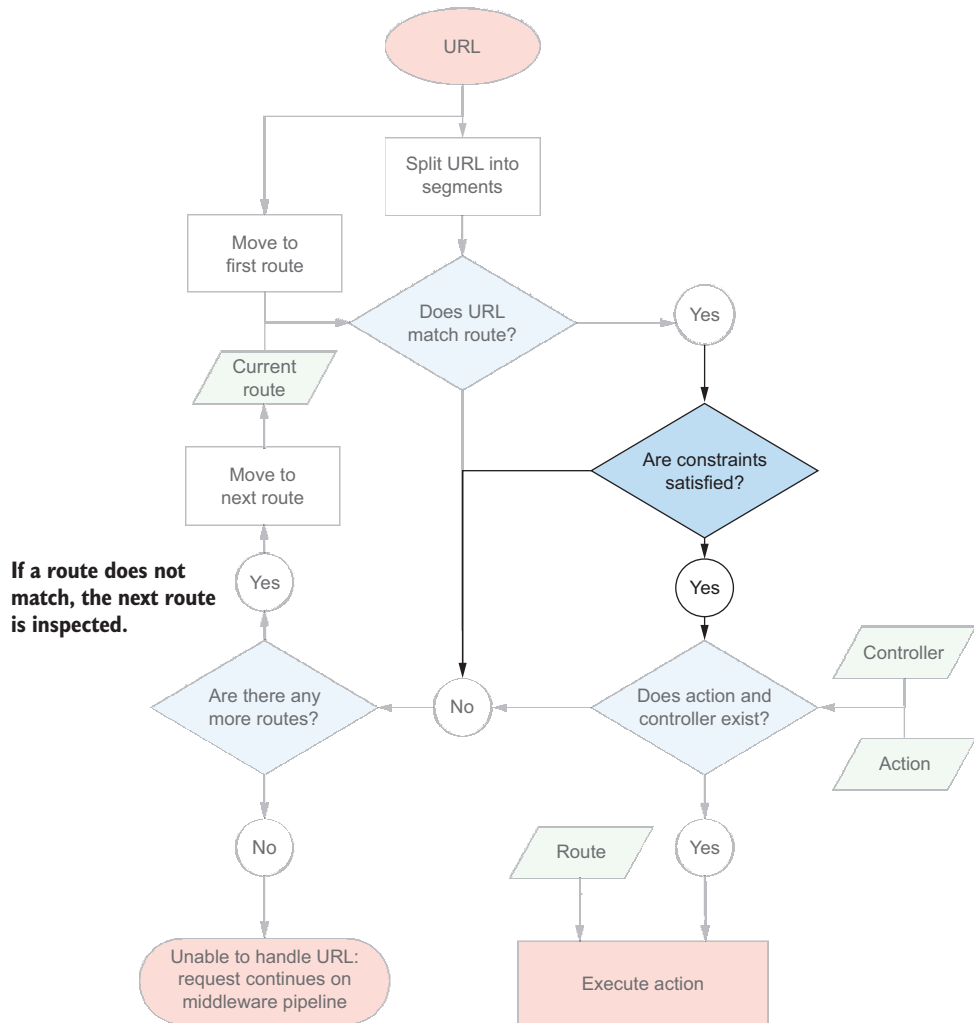 URL
Split URL into
segments
Move to
first route
Does URL
match route?
Yes
Current
route
Are constraints
satisfied?
Move to
next route
If a route does not
match, the next route
is inspected.
Yes
Yes
Controller
Are there any
more routes?
No
Does action and
controller exist?
Action
No
Route
Yes
Unable to handle URL:
request continues on
middleware pipeline
Execute action